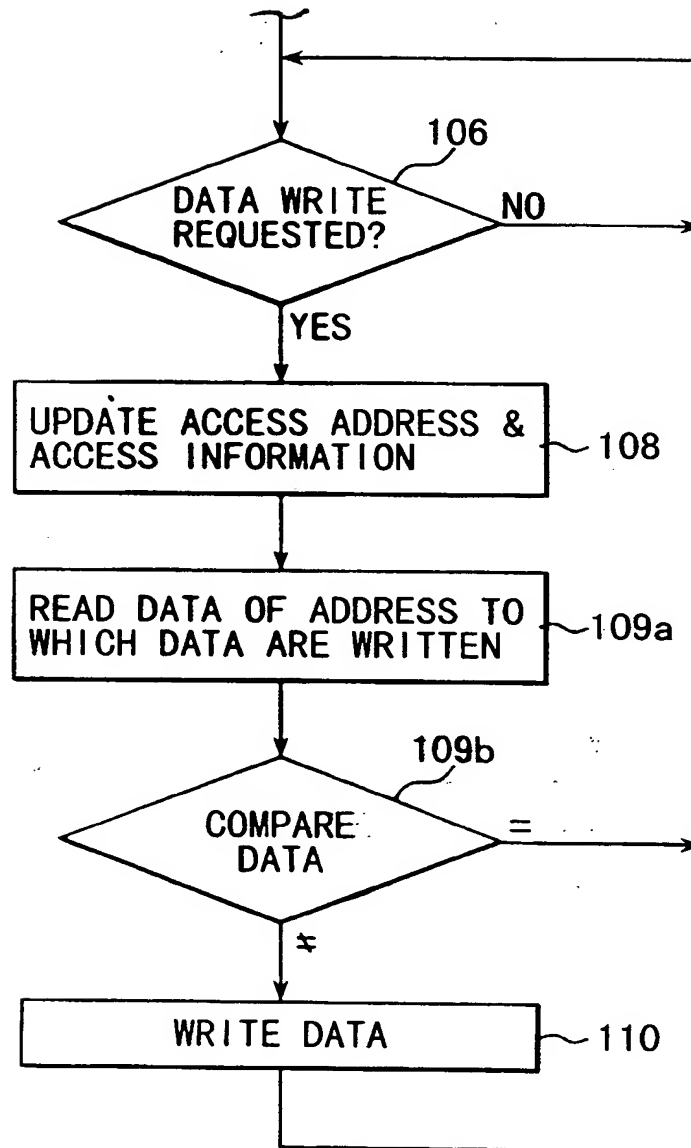 106
DATA WRITE
REQUESTED?
NO
YES
UPDATE ACCESS ADDRESS &
ACCESS INFORMATION
108
READ DATA OF ADDRESS TO
WHICH DATA ARE WRITTEN
109a
109b
COMPARE
DATA
=
≠
WRITE DATA
110